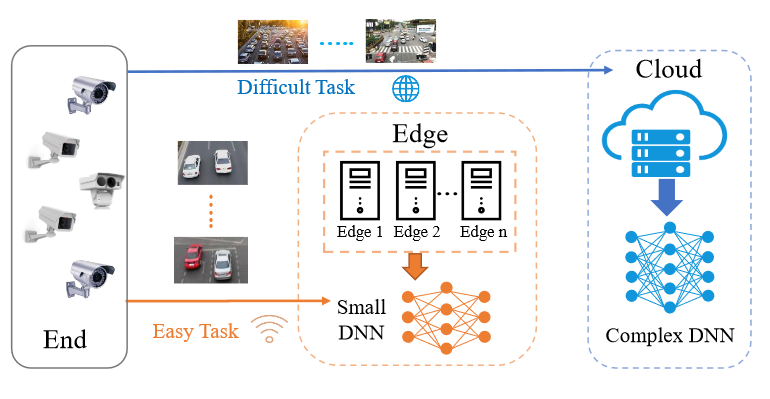 Difficult Task
Cloud
Edge
Edge 1
Edge 2
Edge n
Small
DNN
Easy Task
End
Complex DNN